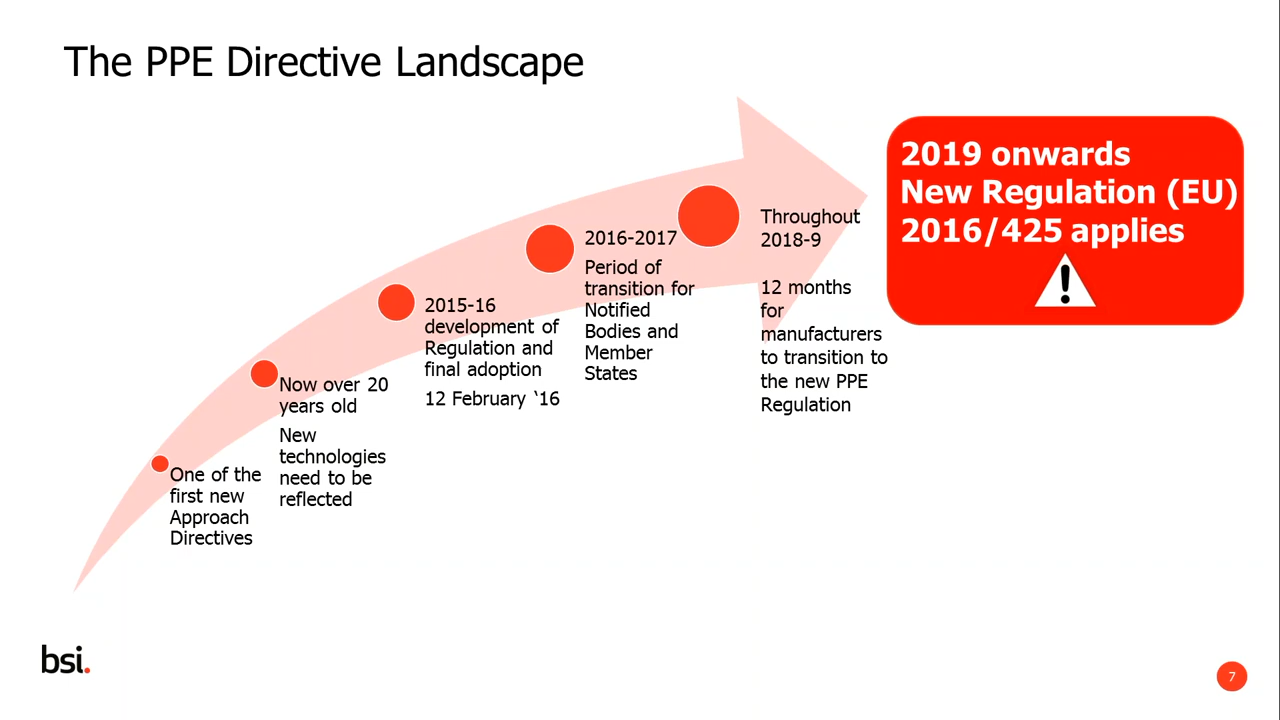 The PPE Directive Landscape
One of the
first new
Approach
Directives
Now over 20
years old
New
technologies
need to be
reflected
2015-16
development of
Regulation and
final adoption
12 February ‘16
2016-2017
Period of
transition for
Notified
Bodies and
Member
States
Throughout
2018-9
12 months
for
manufacturers
to transition to
the new PPE
Regulation
2019 onwards
New Regulation (EU)
2016/425 applies
!
bsi.
7